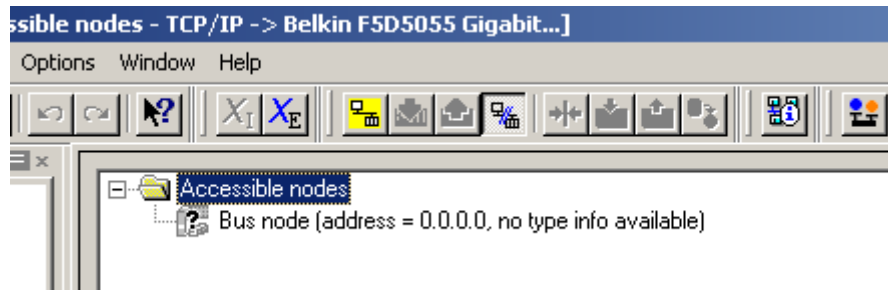 ssible nodes - TCP/IP -> Belkin F5D5055 Gigabit...]
Options Window Help
Accessible nodes
Bus node (address = 0.0.0.0, no type info available)